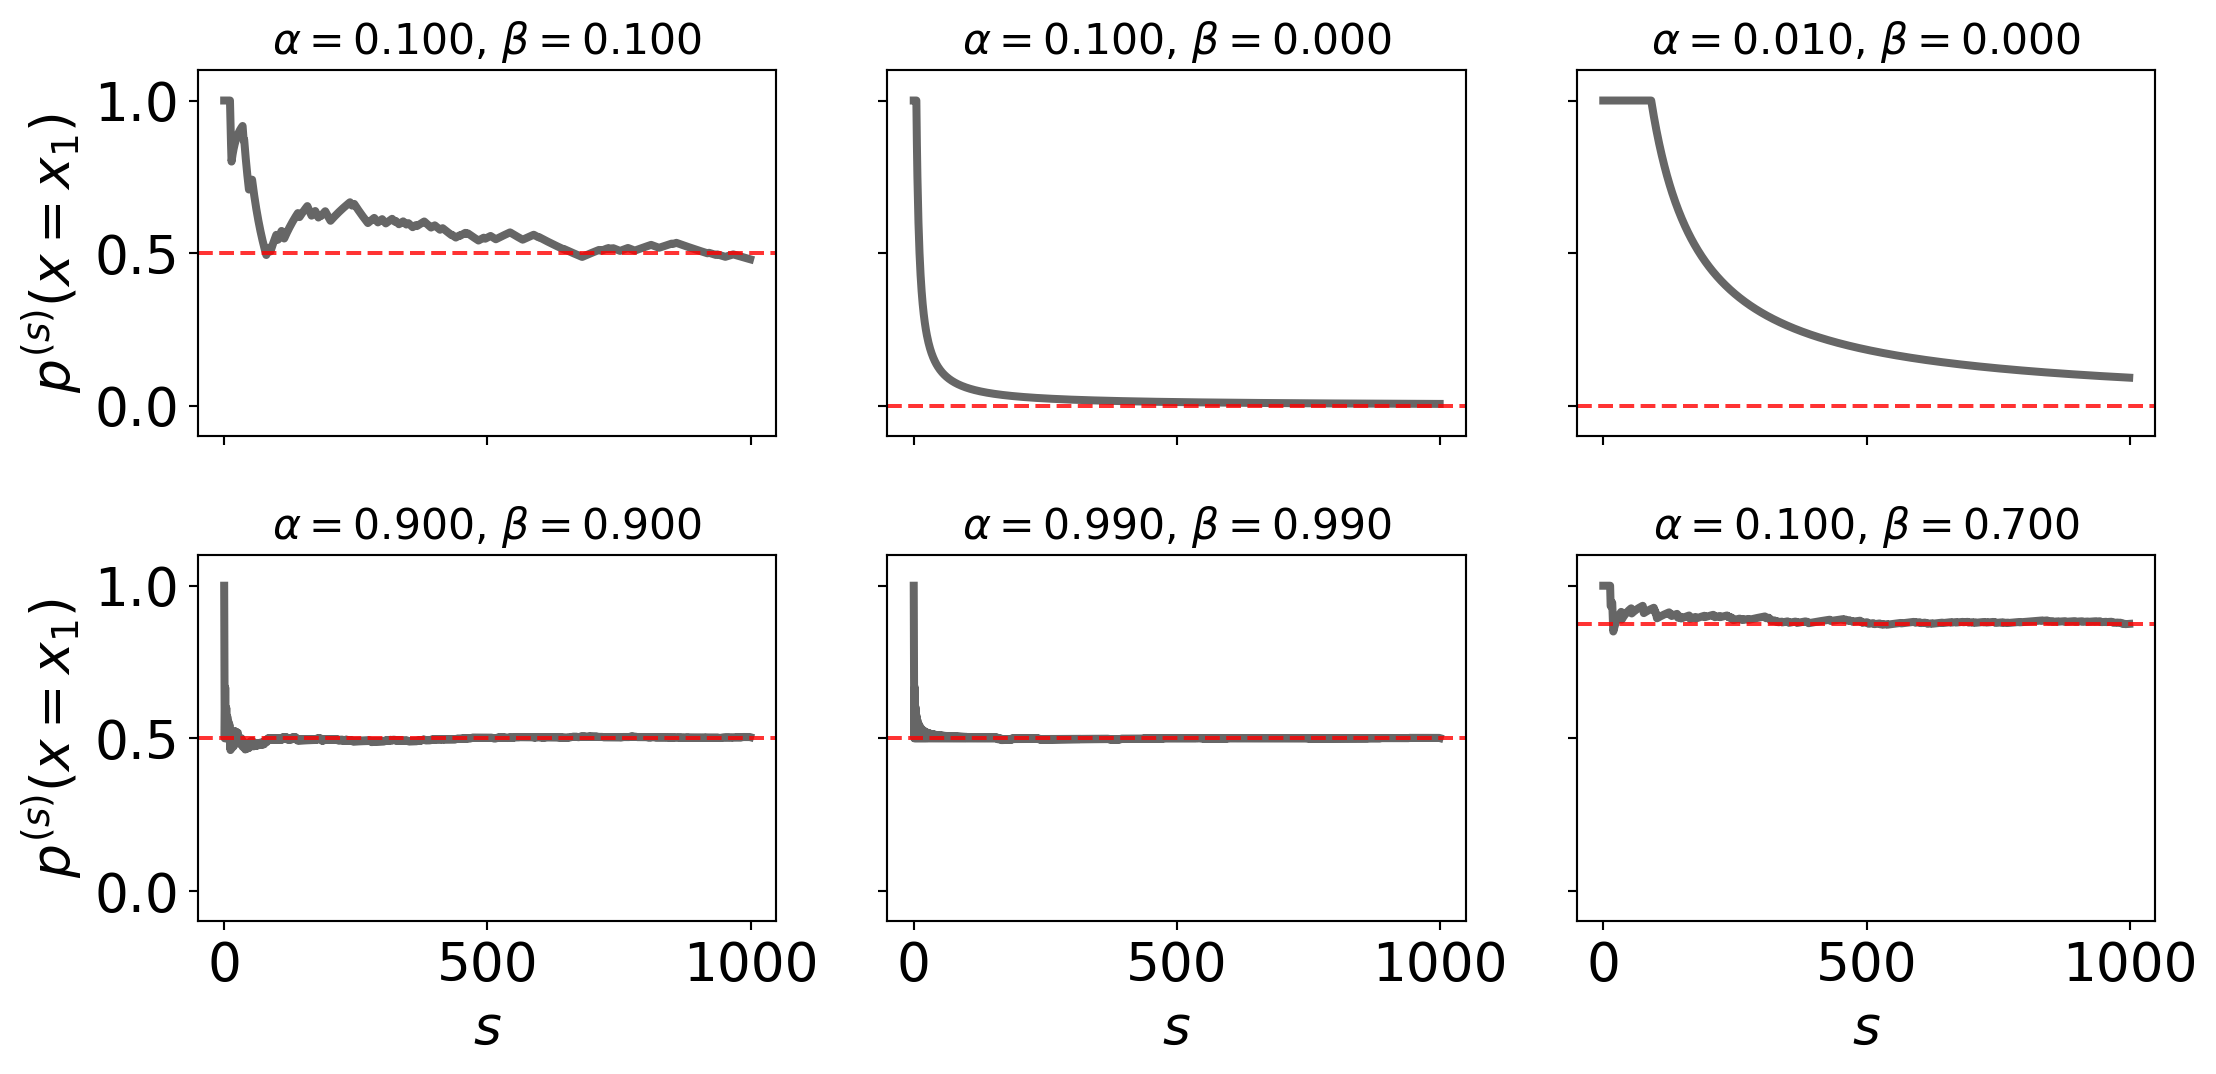 α = 0.100, β = 0.100
α = 0.100, β = 0.000
α = 0.010, β = 0.000
p^(s)(x = x₁)
1.0
0.5
0.0
α = 0.900, β = 0.900
α = 0.990, β = 0.990
α = 0.100, β = 0.700
p^(s)(x = x₁)
1.0
0.5
0.0
0 500 1000
0 500 1000
0 500 1000
s
s
s